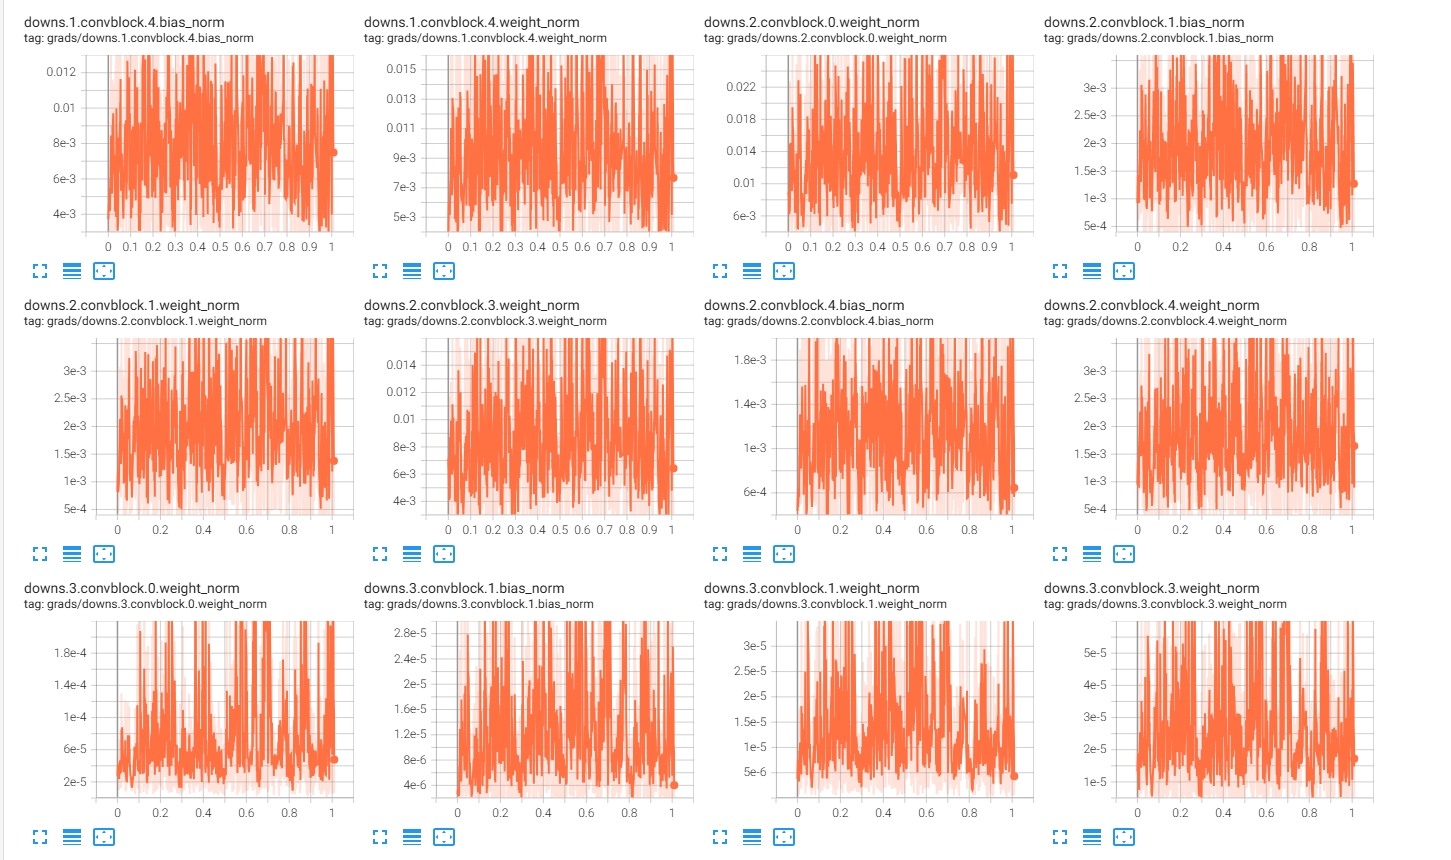 downs.1.convblock.4.bias_norm
tag: grads/downs.1.convblock.4.bias_norm
0.012
0.01
8e-3
6e-3
4e-3
0 0.1 0.2 0.3 0.4 0.5 0.6 0.7 0.8 0.9 1
downs.1.convblock.4.weight_norm
tag: grads/downs.1.convblock.4.weight_norm
0.015
0.013
0.011
9e-3
7e-3
5e-3
0 0.1 0.2 0.3 0.4 0.5 0.6 0.7 0.8 0.9 1
downs.2.convblock.0.weight_norm
tag: grads/downs.2.convblock.0.weight_norm
0.022
0.018
0.014
0.01
6e-3
0 0.1 0.2 0.3 0.4 0.5 0.6 0.7 0.8 0.9 1
downs.2.convblock.1.bias_norm
tag: grads/downs.2.convblock.1.bias_norm
3e-3
2.5e-3
2e-3
1.5e-3
1e-3
5e-4
0 0.2 0.4 0.6 0.8 1
downs.2.convblock.1.weight_norm
tag: grads/downs.2.convblock.1.weight_norm
3e-3
2.5e-3
2e-3
1.5e-3
1e-3
5e-4
0 0.2 0.4 0.6 0.8 1
downs.2.convblock.3.weight_norm
tag: grads/downs.2.convblock.3.weight_norm
0.014
0.012
0.01
8e-3
6e-3
4e-3
0 0.1 0.2 0.3 0.4 0.5 0.6 0.7 0.8 0.9 1
downs.2.convblock.4.bias_norm
tag: grads/downs.2.convblock.4.bias_norm
1.8e-3
1.4e-3
1e-3
6e-4
0 0.2 0.4 0.6 0.8 1
downs.2.convblock.4.weight_norm
tag: grads/downs.2.convblock.4.weight_norm
3e-3
2.5e-3
2e-3
1.5e-3
1e-3
5e-4
0 0.2 0.4 0.6 0.8 1
downs.3.convblock.0.weight_norm
tag: grads/downs.3.convblock.0.weight_norm
1.8e-4
1.4e-4
1e-4
6e-5
2e-5
0 0.2 0.4 0.6 0.8 1
downs.3.convblock.1.bias_norm
tag: grads/downs.3.convblock.1.bias_norm
2.8e-5
2.4e-5
2e-5
1.6e-5
1.2e-5
8e-6
4e-6
0 0.2 0.4 0.6 0.8 1
downs.3.convblock.1.weight_norm
tag: grads/downs.3.convblock.1.weight_norm
3e-5
2.5e-5
2e-5
1.5e-5
1e-5
5e-6
0 0.2 0.4 0.6 0.8 1
downs.3.convblock.3.weight_norm
tag: grads/downs.3.convblock.3.weight_norm
5e-5
4e-5
3e-5
2e-5
1e-5
0 0.2 0.4 0.6 0.8 1